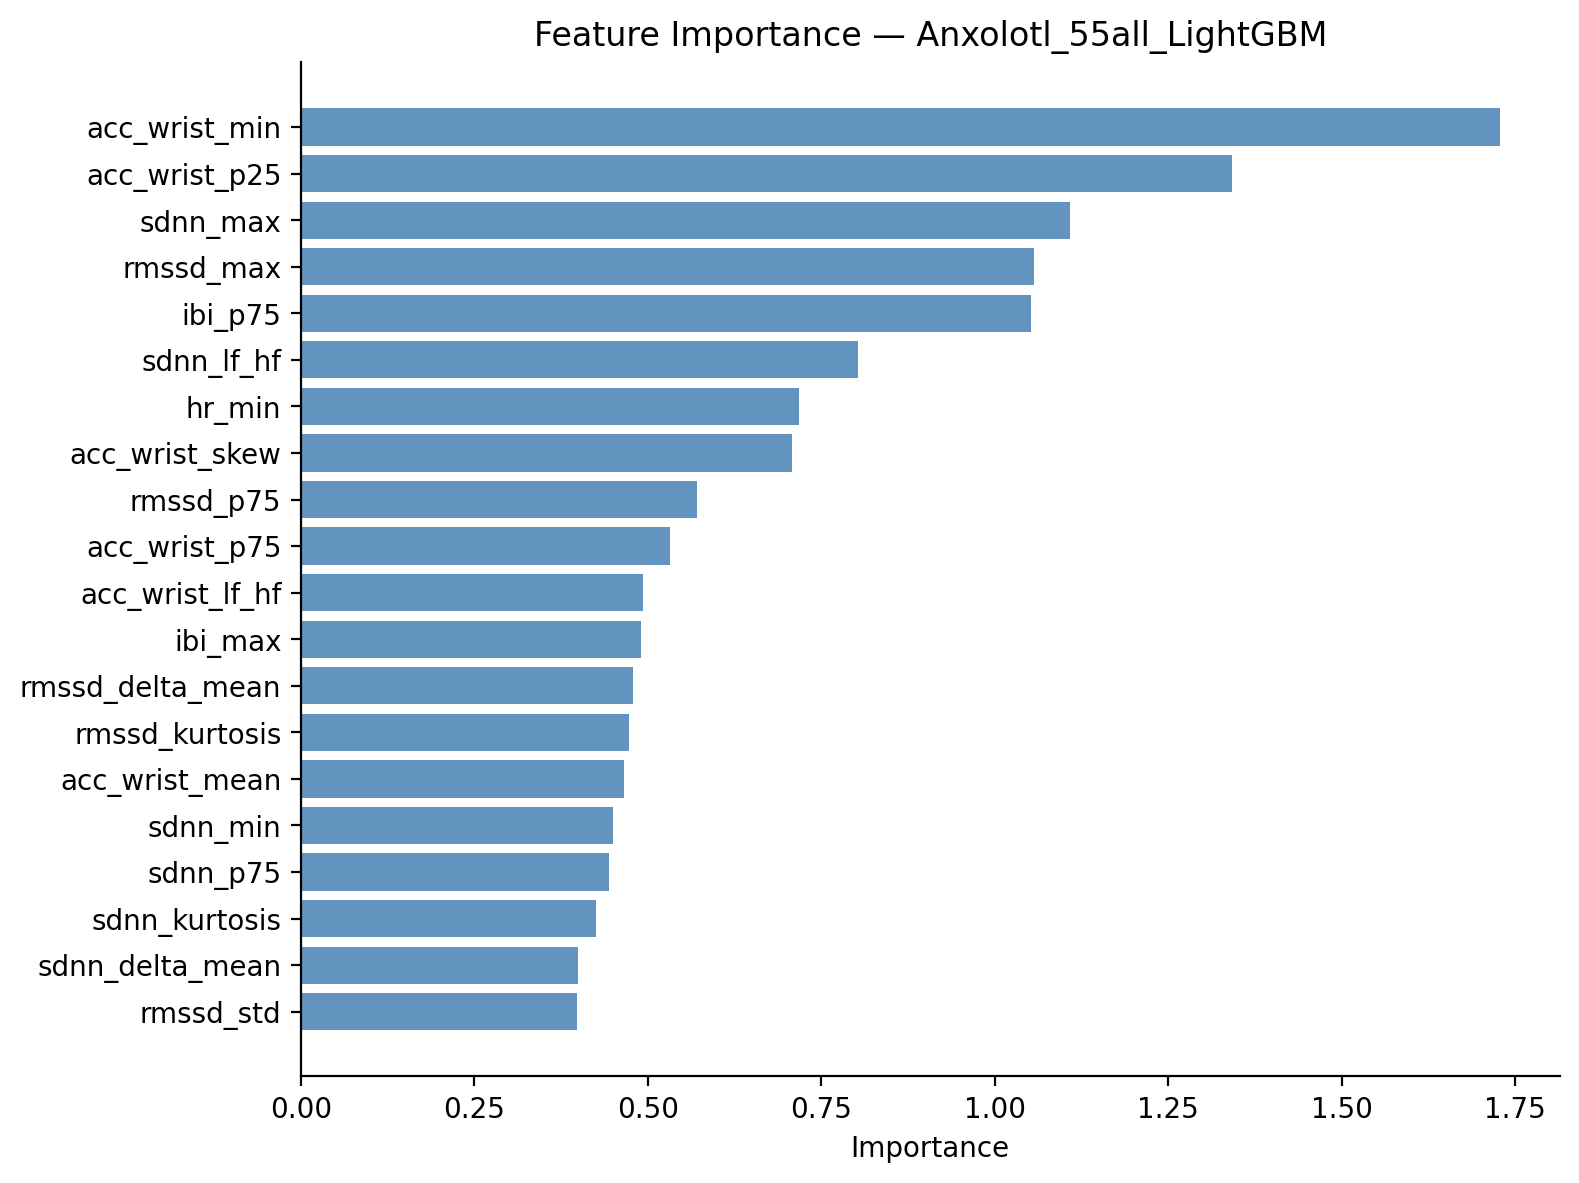 Feature Importance — Anxolotl_55all_LightGBM
acc_wrist_min
acc_wrist_p25
sdnn_max
rmssd_max
ibi_p75
sdnn_lf_hf
hr_min
acc_wrist_skew
rmssd_p75
acc_wrist_p75
acc_wrist_lf_hf
ibi_max
rmssd_delta_mean
rmssd_kurtosis
acc_wrist_mean
sdnn_min
sdnn_p75
sdnn_kurtosis
sdnn_delta_mean
rmssd_std
0.00 0.25 0.50 0.75 1.00 1.25 1.50 1.75
Importance